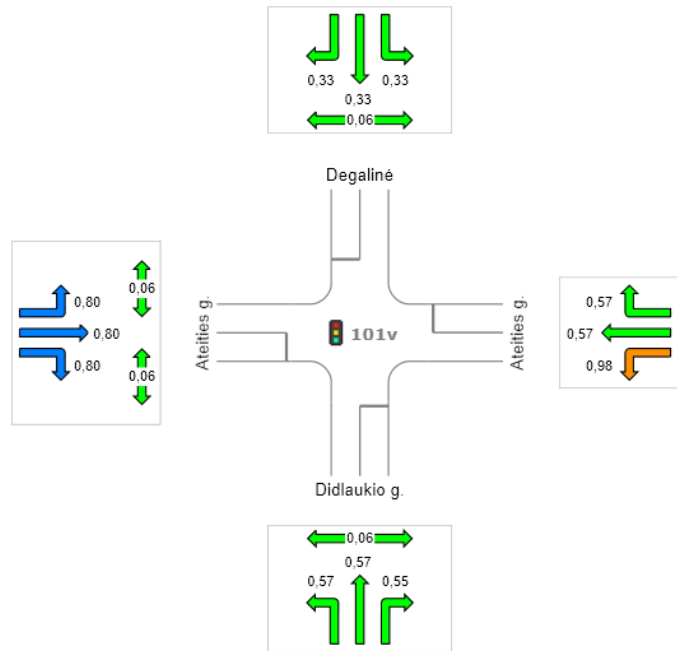 0,33 0,33
0,33
0,06
Degalinė
0,80
0,80
0,80
0,06
0,06
Ateities g.
101v
Ateities g.
0,57
0,57
0,98
Didlaukio g.
0,06
0,57
0,57 0,55